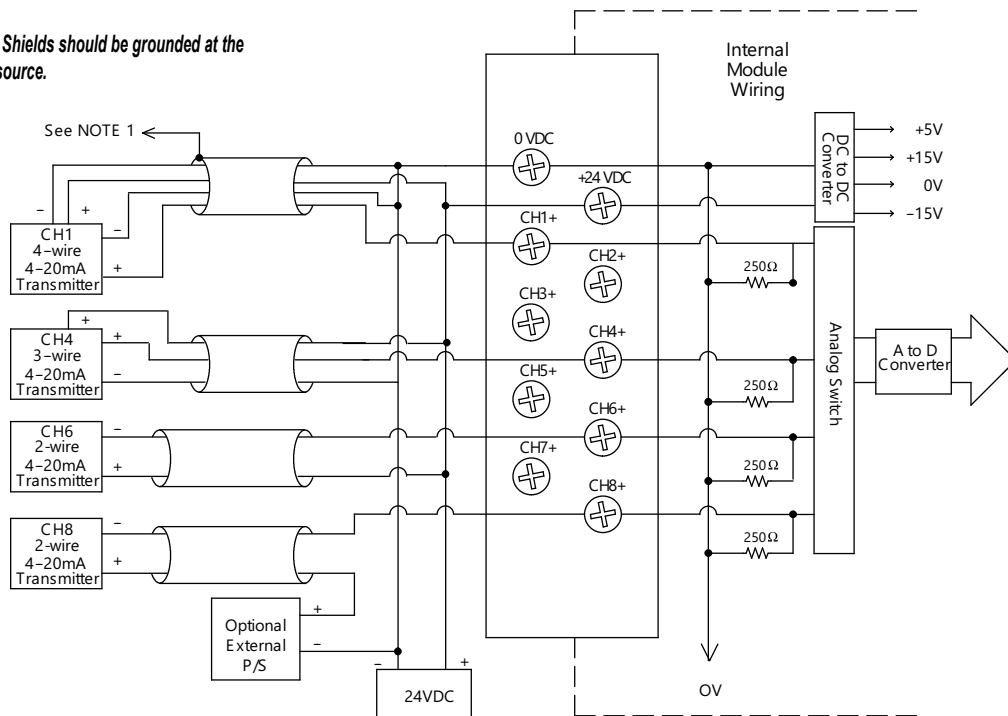 Shields should be grounded at the
source.
See NOTE 1
Internal
Module
Wiring
0 VDC
+24 VDC
CH1+
CH2+
CH3+
CH4+
CH5+
CH6+
CH7+
CH8+
DC to DC
Converter
+5V
+15V
0V
–15V
– +
CH1
4–wire
4–20mA
Transmitter
–
+
+
CH4
3-wire
4–20mA
Transmitter
+
–
CH6
2-wire
4–20mA
Transmitter
–
+
CH8
2-wire
4–20mA
Transmitter
–
+
250Ω
250Ω
250Ω
250Ω
Analog Switch
A to D
Converter
Optional
External
P/S
+
–
– +
24VDC
OV